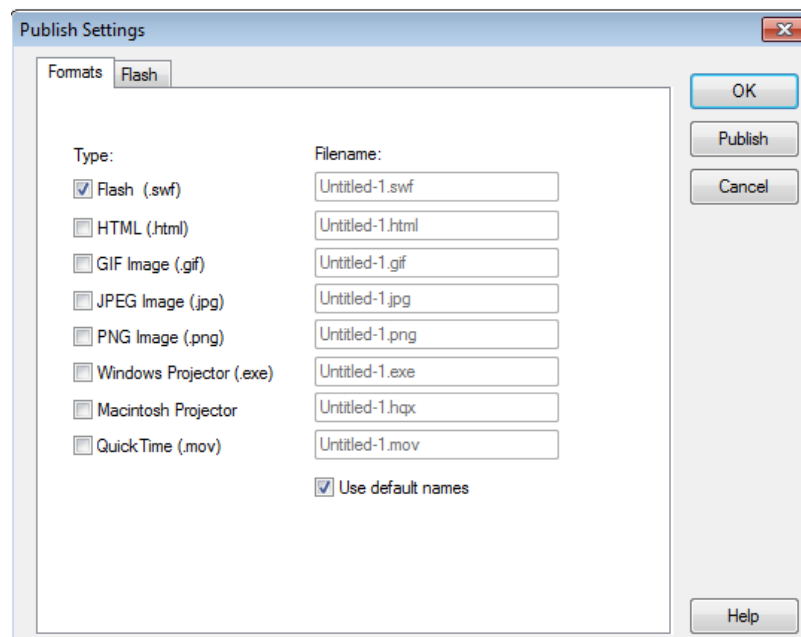 Publish Settings
Formats Flash
OK
Publish
Cancel
Type: Filename:
Flash (.swf) Untitled-1.swf
HTML (.html) Untitled-1.html
GIF Image (.gif) Untitled-1.gif
JPEG Image (.jpg) Untitled-1.jpg
PNG Image (.png) Untitled-1.png
Windows Projector (.exe) Untitled-1.exe
Macintosh Projector Untitled-1.hqx
QuickTime (.mov) Untitled-1.mov
Use default names
Help